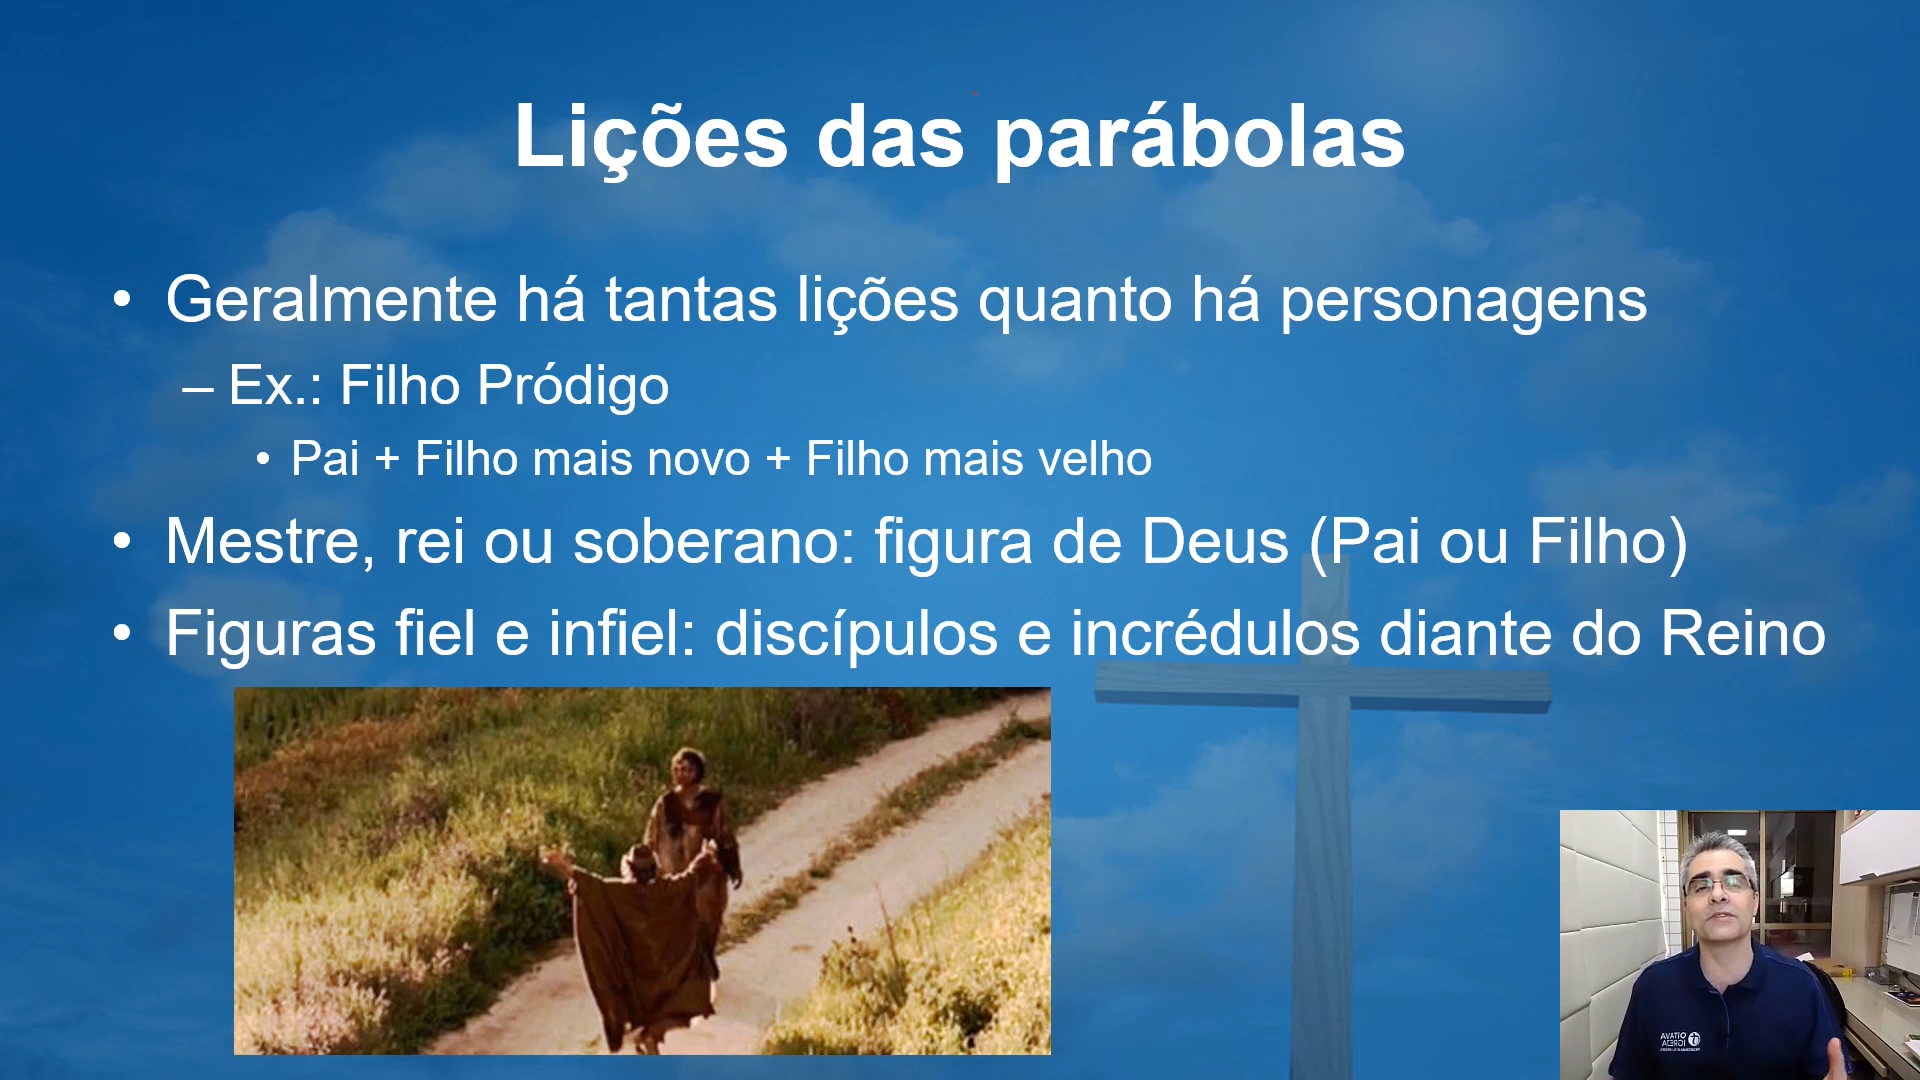 Lições das parábolas
• Geralmente há tantas lições quanto há personagens
– Ex.: Filho Pródigo
• Pai + Filho mais novo + Filho mais velho
• Mestre, rei ou soberano: figura de Deus (Pai ou Filho)
• Figuras fiel e infiel: discípulos e incrédulos diante do Reino